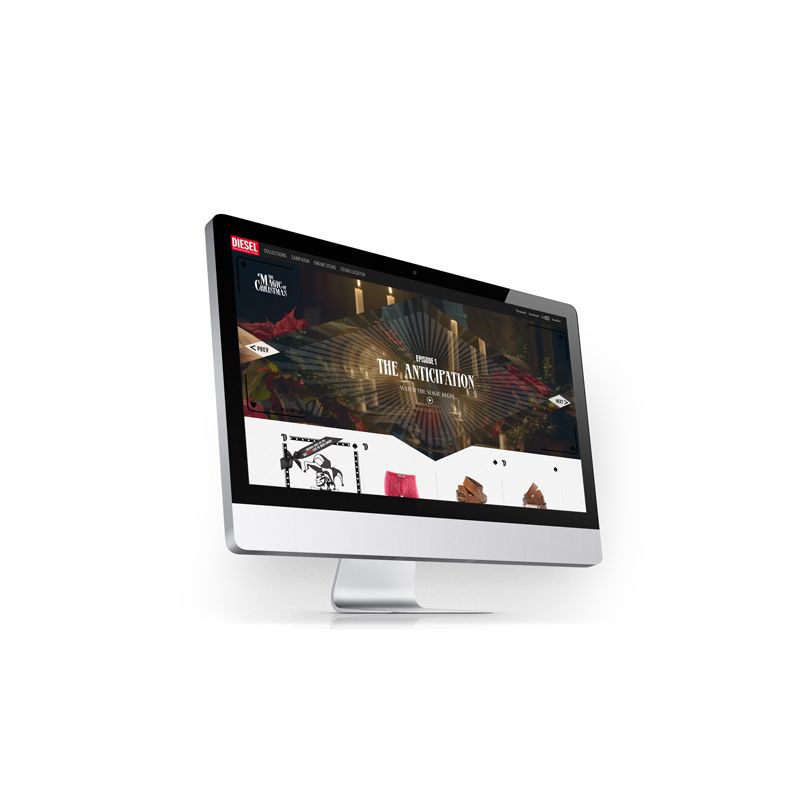 DIESEL
COLLECTIONS CAMPAIGN ONLINE STORE STORE LOCATOR
THE
MAGIC OF
CHRISTMAS
< PREV
EPISODE 1
THE ANTICIPATION
WATCH THE MAGIC BEGIN
NEXT >